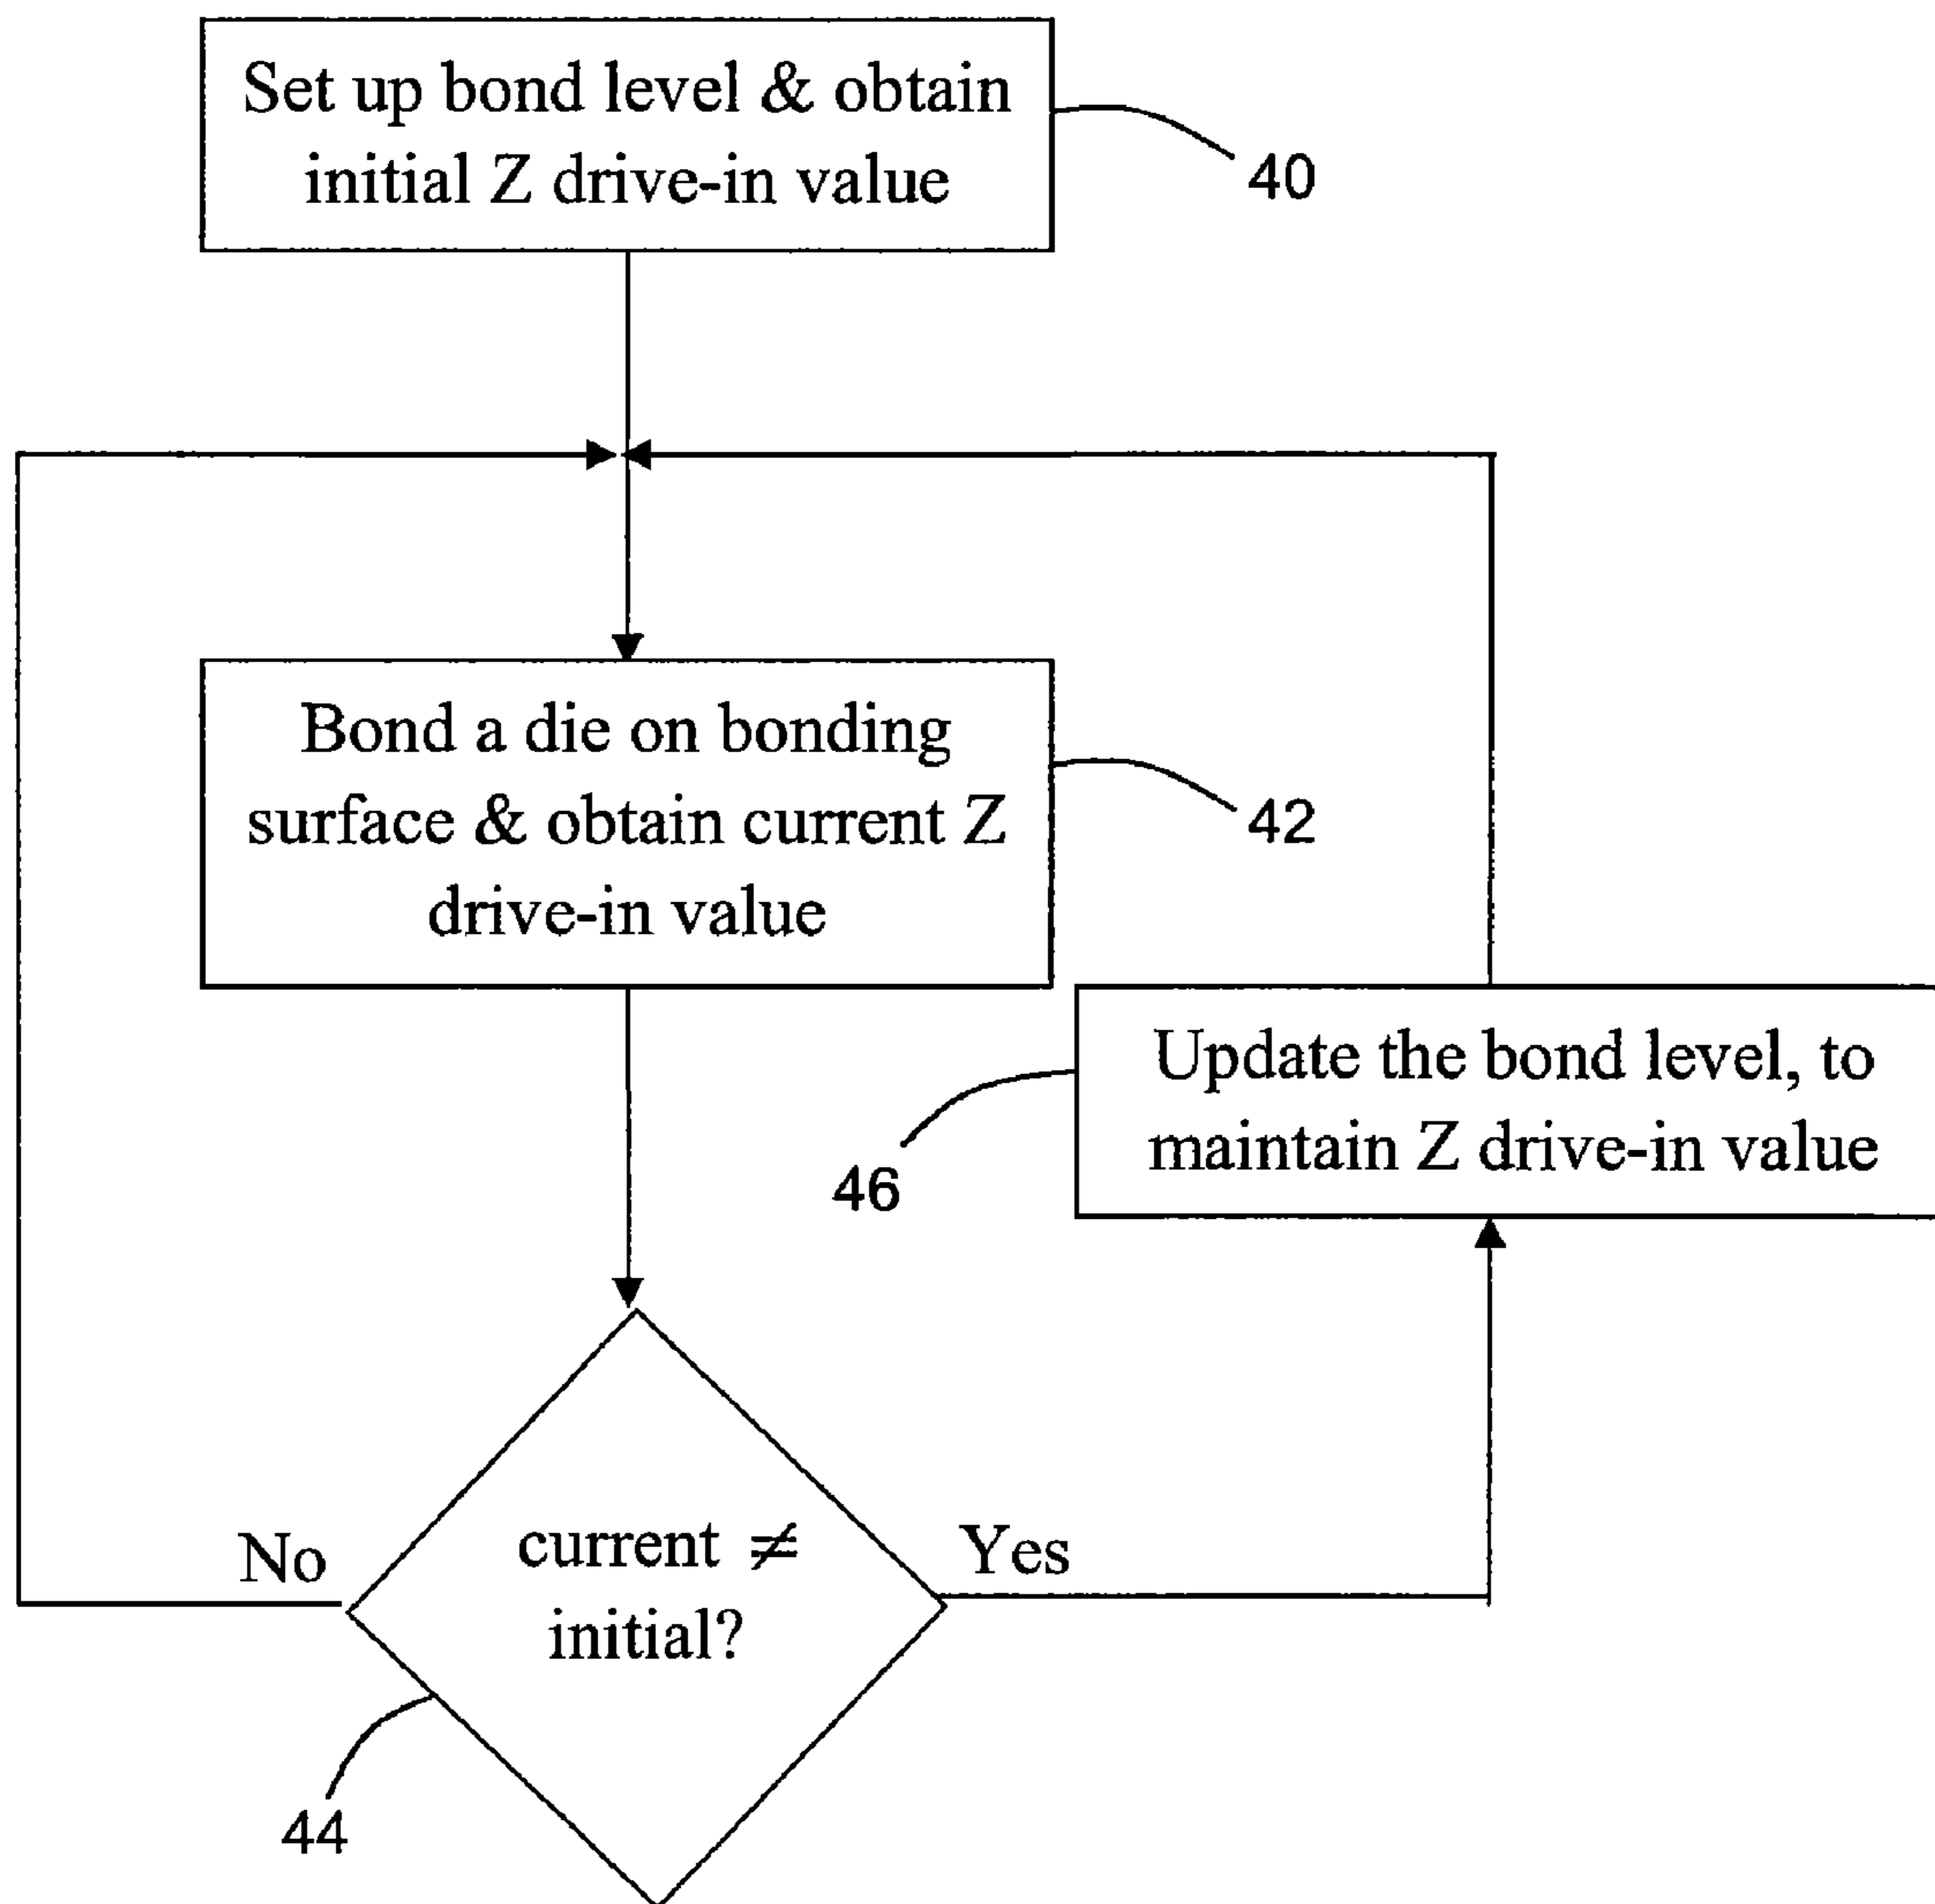 Set up bond level & obtain
initial Z drive-in value
40
Bond a die on bonding
surface & obtain current Z
drive-in value
42
Update the bond level, to
maintain Z drive-in value
46
current ≠
initial?
No
Yes
44